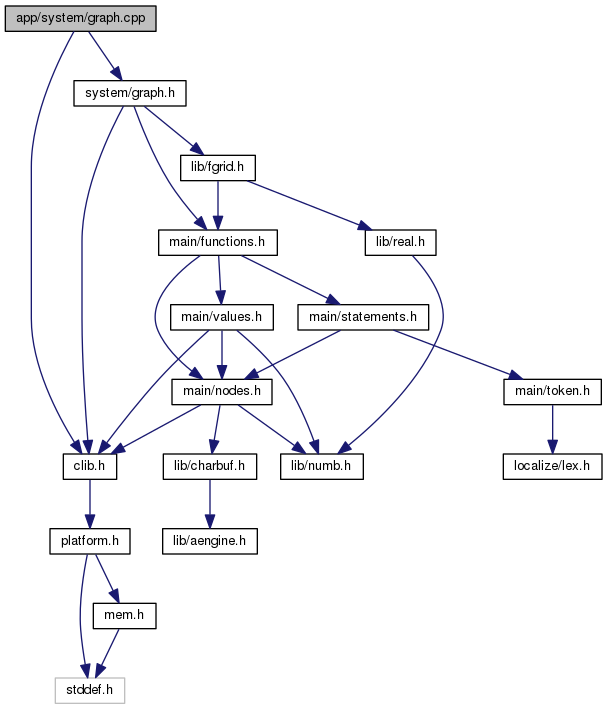 app/system/graph.cpp
system/graph.h
lib/fgrid.h
main/functions.h
lib/real.h
main/values.h
main/statements.h
main/nodes.h
main/token.h
clib.h
lib/charbuf.h
lib/numb.h
localize/lex.h
platform.h
lib/aengine.h
mem.h
stddef.h